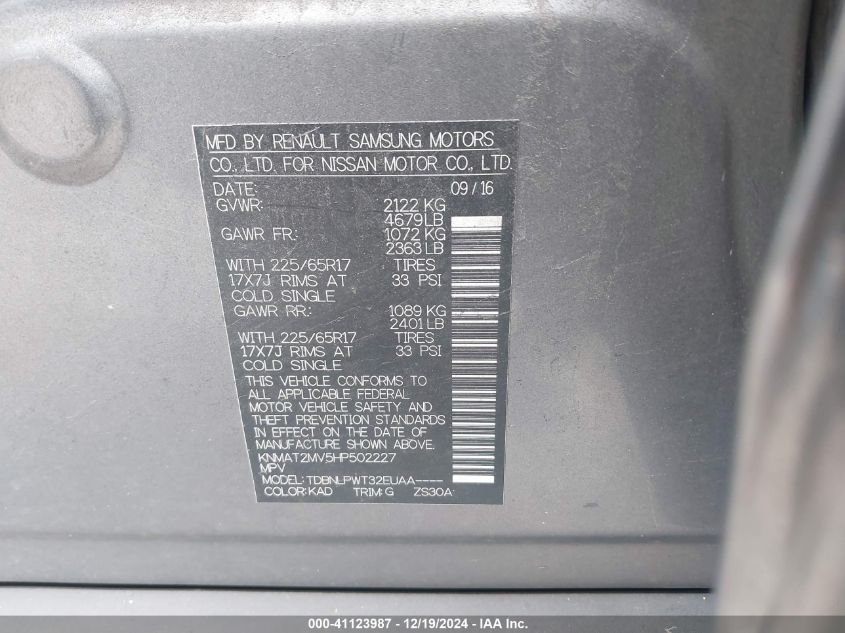 MFD BY RENAULT SAMSUNG MOTORS
CO., LTD. FOR NISSAN MOTOR CO., LTD.
DATE: 09 / 16
GVWR: 2122 KG
4679 LB
GAWR FR: 1072 KG
2363 LB
WITH 225/65R17 TIRES
17X7J RIMS AT 33 PSI
COLD SINGLE
GAWR RR: 1089 KG
2401 LB
WITH 225/65R17 TIRES
17X7J RIMS AT 33 PSI
COLD SINGLE
THIS VEHICLE CONFORMS TO
ALL APPLICABLE FEDERAL
MOTOR VEHICLE SAFETY AND
THEFT PREVENTION STANDARDS
IN EFFECT ON THE DATE OF
MANUFACTURE SHOWN ABOVE.
KNMAT2MV5HP502227
MPV
MODEL: TDBNLPWT32EUAA----
COLOR: KAD TRIM: G ZS30A
000-41123987 - 12/19/2024 - IAA Inc.